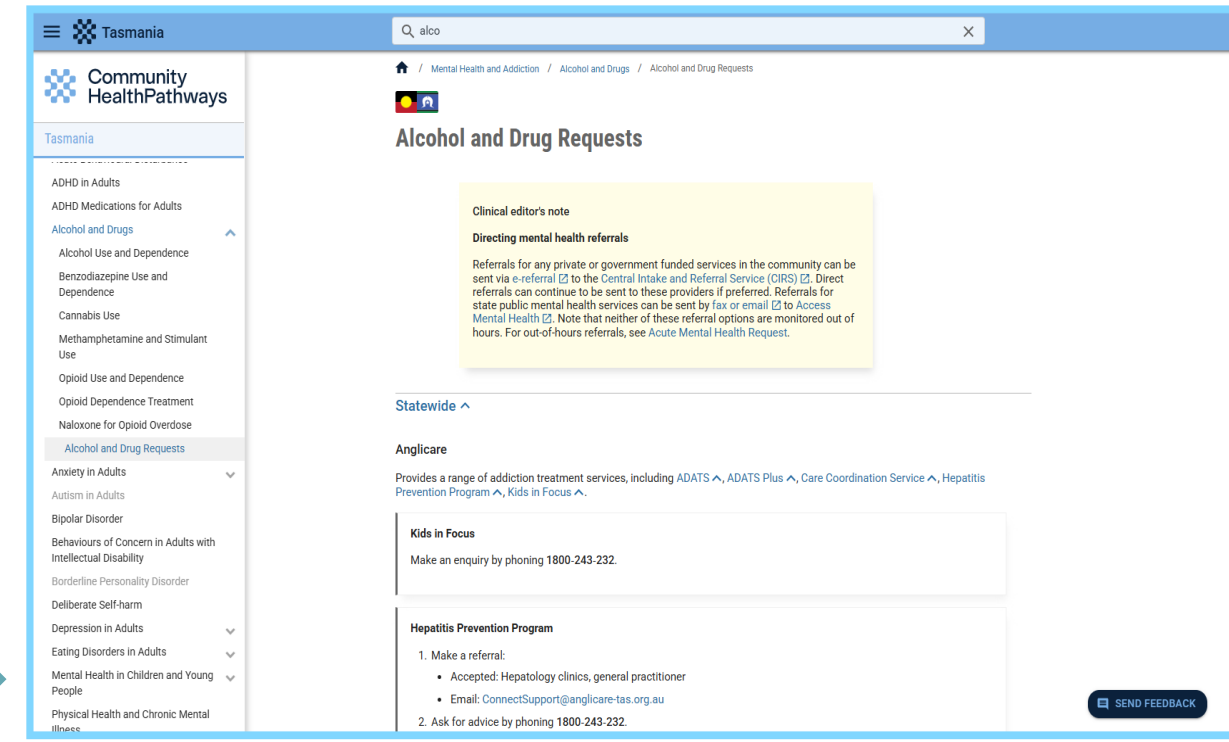 Tasmania
alco
Community
HealthPathways
Tasmania
ADHD in Adults
ADHD Medications for Adults
Alcohol and Drugs
Alcohol Use and Dependence
Benzodiazepine Use and
Dependence
Cannabis Use
Methamphetamine and Stimulant
Use
Opioid Use and Dependence
Opioid Dependence Treatment
Naloxone for Opioid Overdose
Alcohol and Drug Requests
Anxiety in Adults
Autism in Adults
Bipolar Disorder
Behaviours of Concern in Adults with
Intellectual Disability
Borderline Personality Disorder
Deliberate Self-harm
Depression in Adults
Eating Disorders in Adults
Mental Health in Children and Young
People
Physical Health and Chronic Mental
Illness
/ Mental Health and Addiction / Alcohol and Drugs / Alcohol and Drug Requests
Alcohol and Drug Requests
Clinical editor's note
Directing mental health referrals
Referrals for any private or government funded services in the community can be
sent via e-referral to the Central Intake and Referral Service (CIRS). Direct
referrals can continue to be sent to these providers if preferred. Referrals for
state public mental health services can be sent by fax or email to Access
Mental Health. Note that neither of these referral options are monitored out of
hours. For out-of-hours referrals, see Acute Mental Health Request.
Statewide
Anglicare
Provides a range of addiction treatment services, including ADATS, ADATS Plus, Care Coordination Service, Hepatitis
Prevention Program, Kids in Focus.
Kids in Focus
Make an enquiry by phoning 1800-243-232.
Hepatitis Prevention Program
1. Make a referral:
• Accepted: Hepatology clinics, general practitioner
• Email: ConnectSupport@anglicare-tas.org.au
2. Ask for advice by phoning 1800-243-232.
SEND FEEDBACK